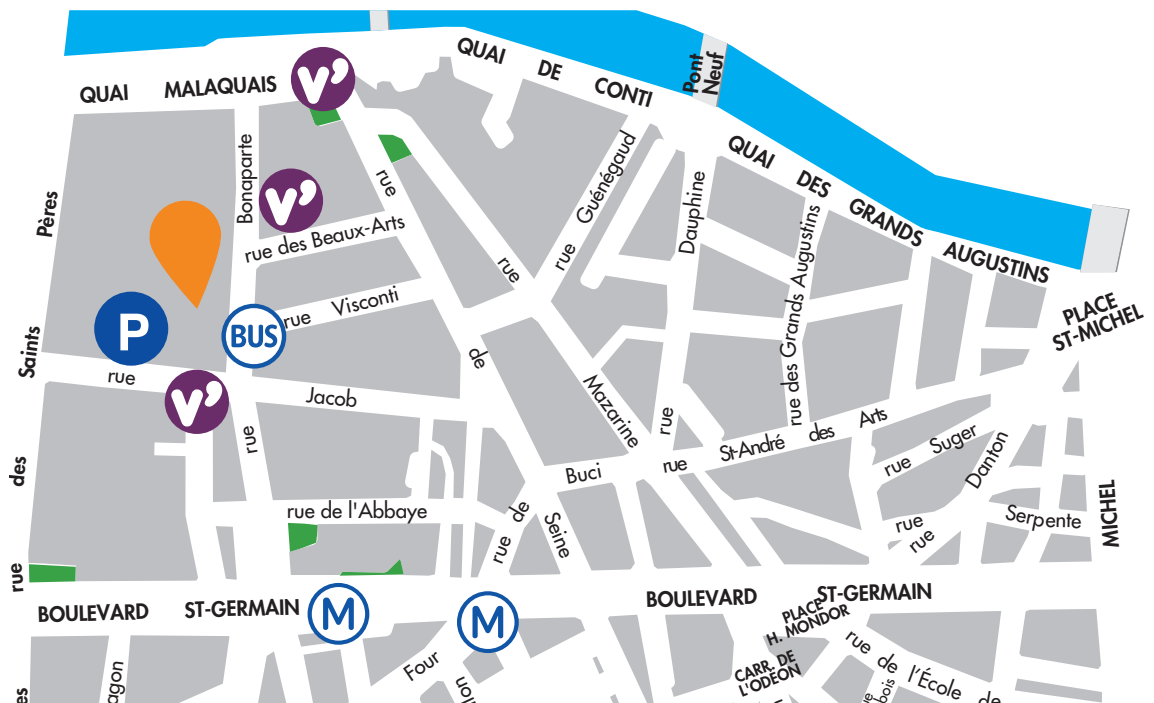 QUAI MALAQUAIS
QUAI DE CONTI
Pont
Neuf
QUAI DES GRANDS AUGUSTINS
PLACE
ST-MICHEL
v'
v'
v'
P
BUS
M
M
rue des Saints Pères
rue Bonaparte
rue des Beaux-Arts
rue Visconti
rue Jacob
rue de l'Abbaye
rue de Seine
rue Mazarine
rue Guénégaud
rue Dauphine
rue des Grands Augustins
rue St-André des Arts
rue de Buci
rue Suger
rue Danton
rue Serpente
MICHEL
BOULEVARD ST-GERMAIN
BOULEVARD ST-GERMAIN
PLACE
H. MONDOR
CARR. DE
L'ODÉON
rue de l'École de
Four
agon
es